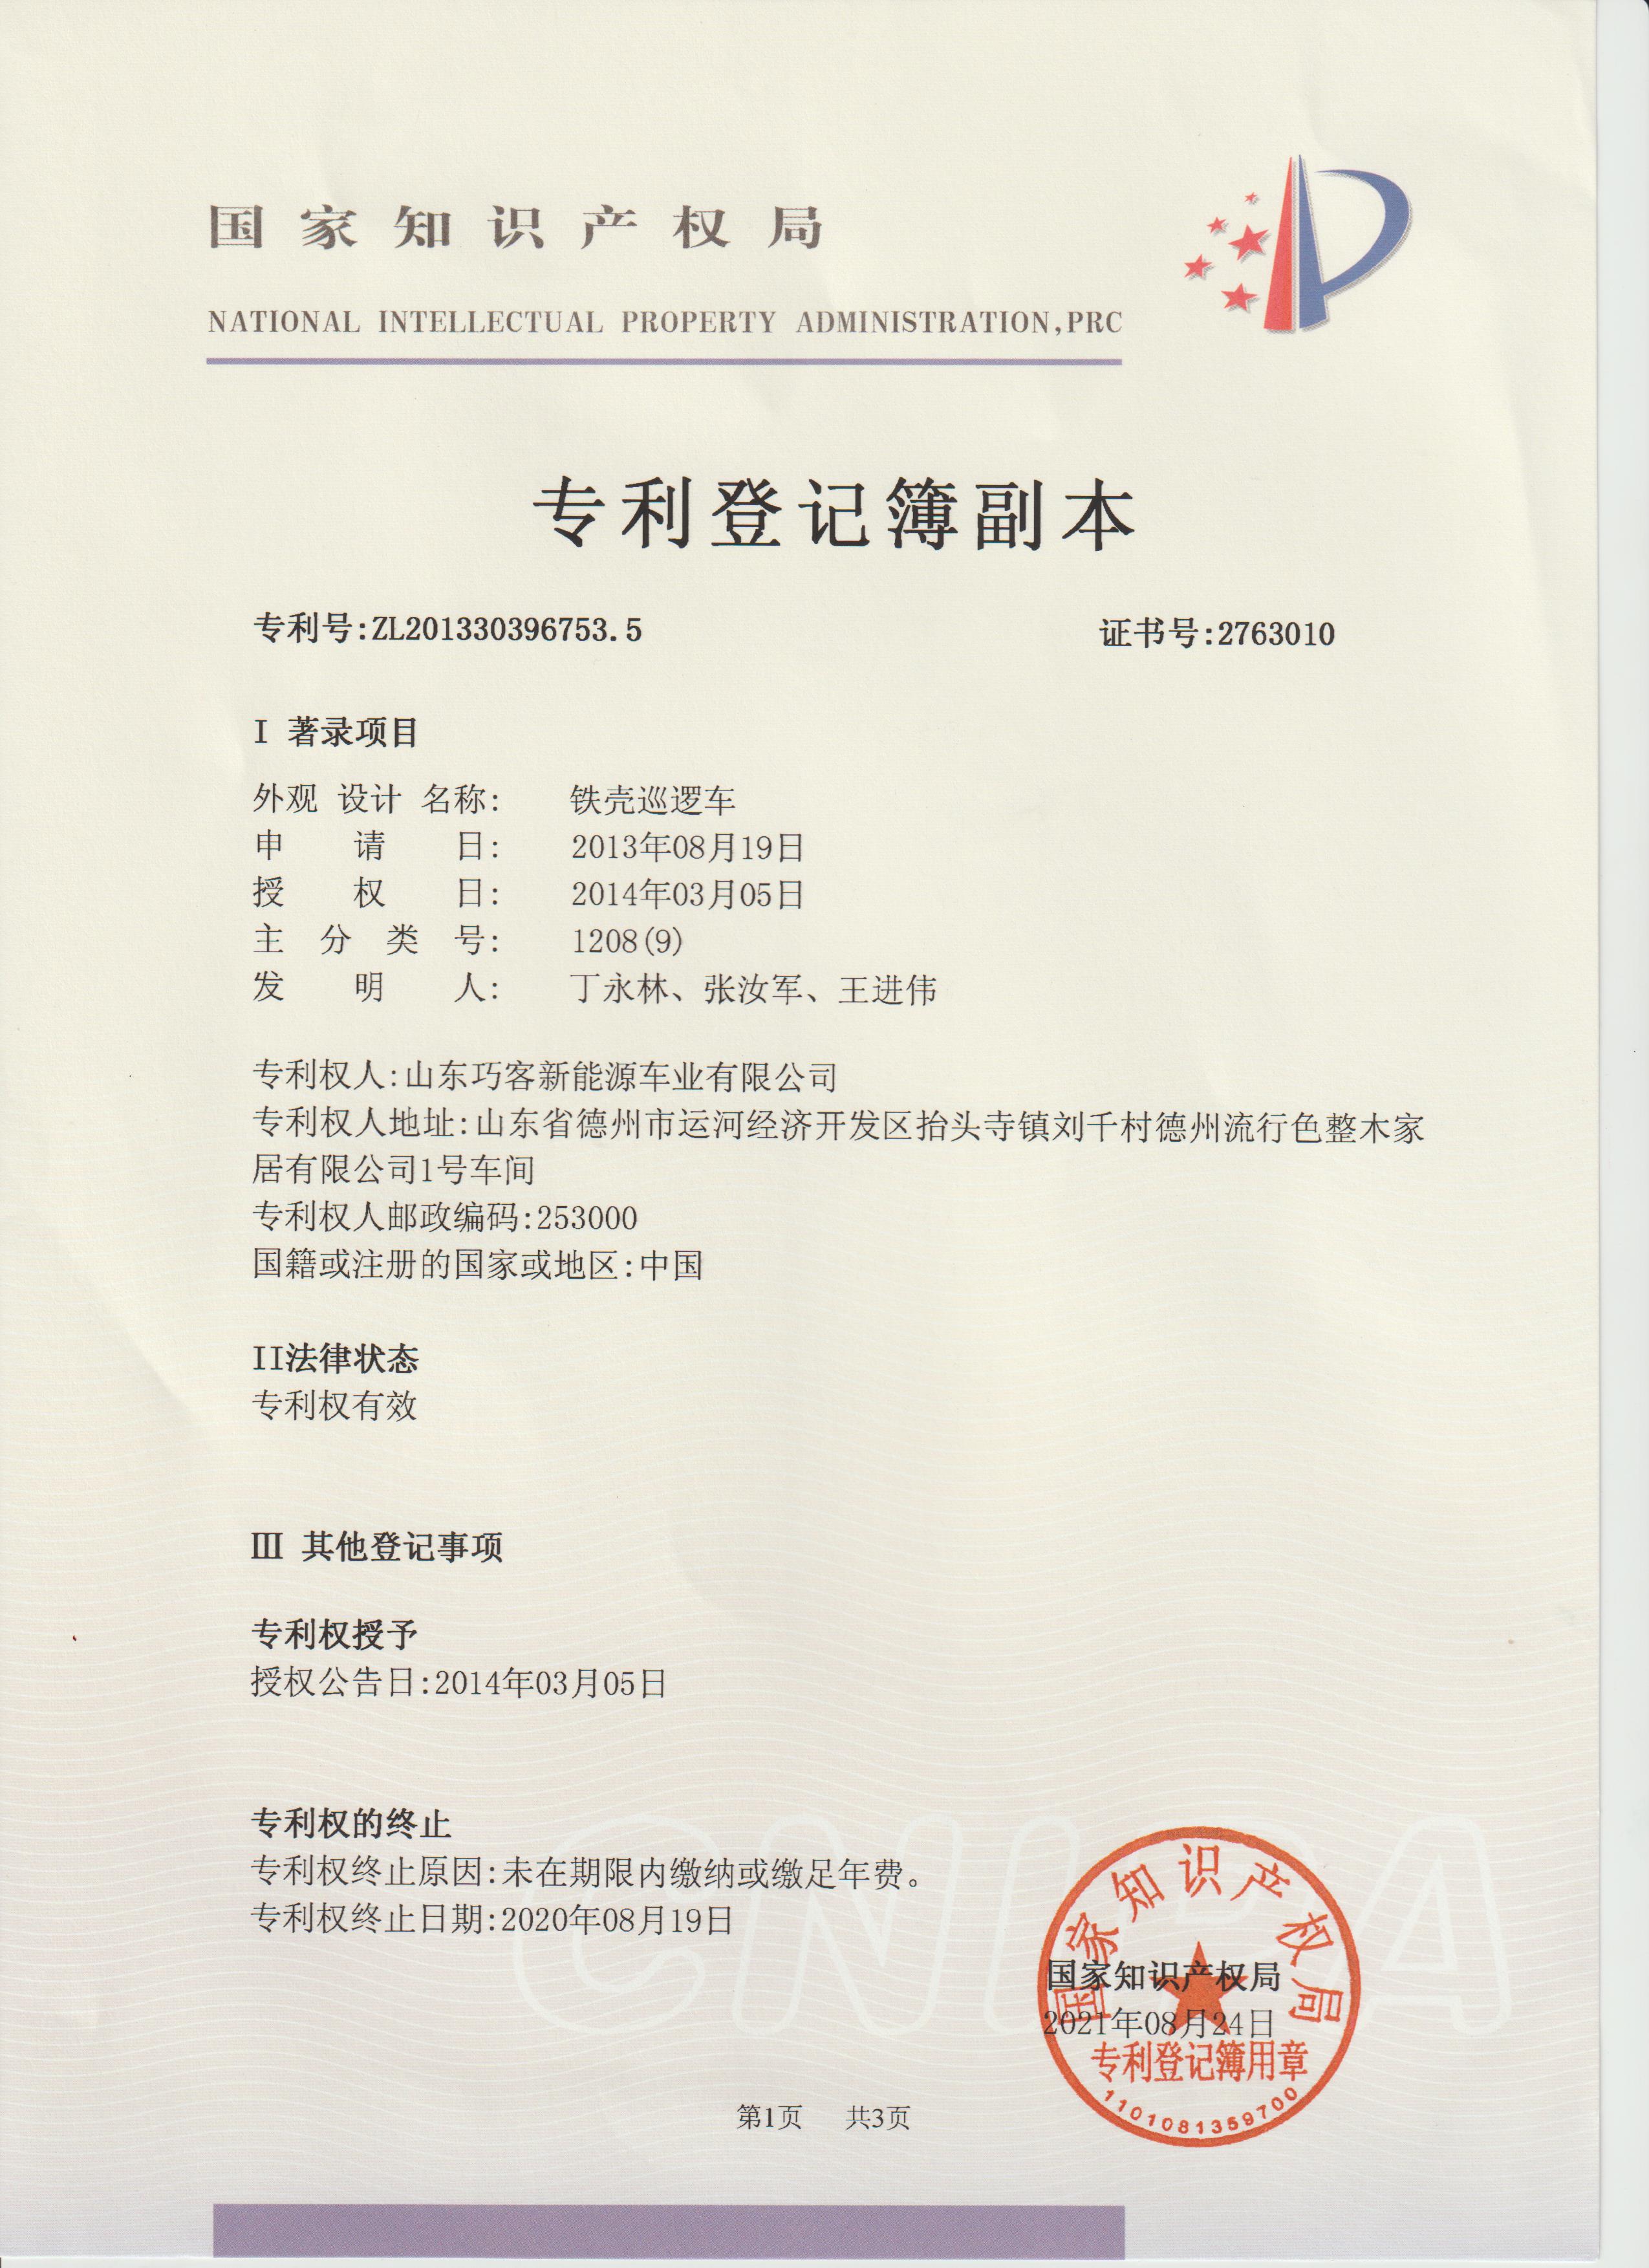 国家知识产权局
NATIONAL INTELLECTUAL PROPERTY ADMINISTRATION,PRC
专利登记簿副本
专利号:ZL201330396753.5 证书号:2763010
I 著录项目
外观 设计 名称: 铁壳巡逻车
申 请 日: 2013年08月19日
授 权 日: 2014年03月05日
主 分 类 号: 1208(9)
发 明 人: 丁永林、张汝军、王进伟
专利权人:山东巧客新能源车业有限公司
专利权人地址:山东省德州市运河经济开发区抬头寺镇刘千村德州流行色整木家
居有限公司1号车间
专利权人邮政编码:253000
国籍或注册的国家或地区:中国
II法律状态
专利权有效
III 其他登记事项
专利权授予
授权公告日:2014年03月05日
专利权的终止
专利权终止原因:未在期限内缴纳或缴足年费。
专利权终止日期:2020年08月19日
CNIPA
国家知识产权局
国家知识产权局
2021年08月24日
专利登记簿用章
1101081359700
第1页 共3页